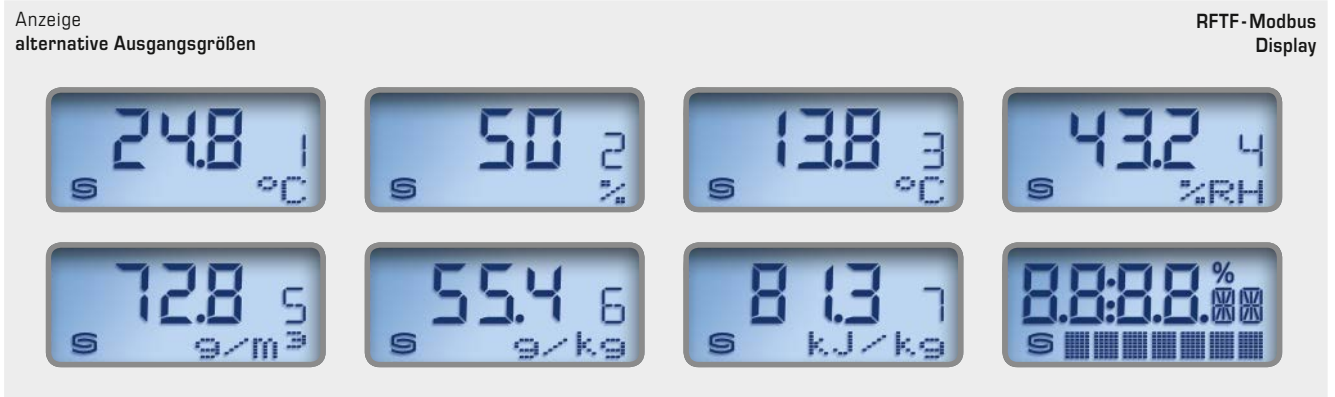 Anzeige
alternative Ausgangsgrößen
RFTF-Modbus
Display
24.8 1
°C
50 2
%
13.8 3
°C
43.2 4
%RH
72.8 5
g/m³
55.4 6
g/kg
81.3 7
kJ/kg
8.8:8.8.%